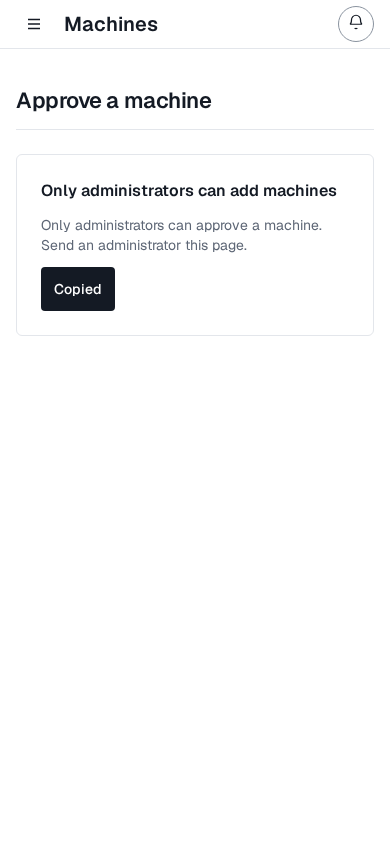 Machines
Approve a machine
Only administrators can add machines
Only administrators can approve a machine.
Send an administrator this page.
Copied